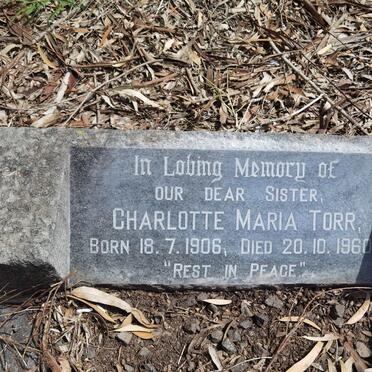 In Loving Memory of
OUR DEAR SISTER,
CHARLOTTE MARIA TORR,
BORN 18.7.1906, DIED 20.10.1960
"REST IN PEACE".